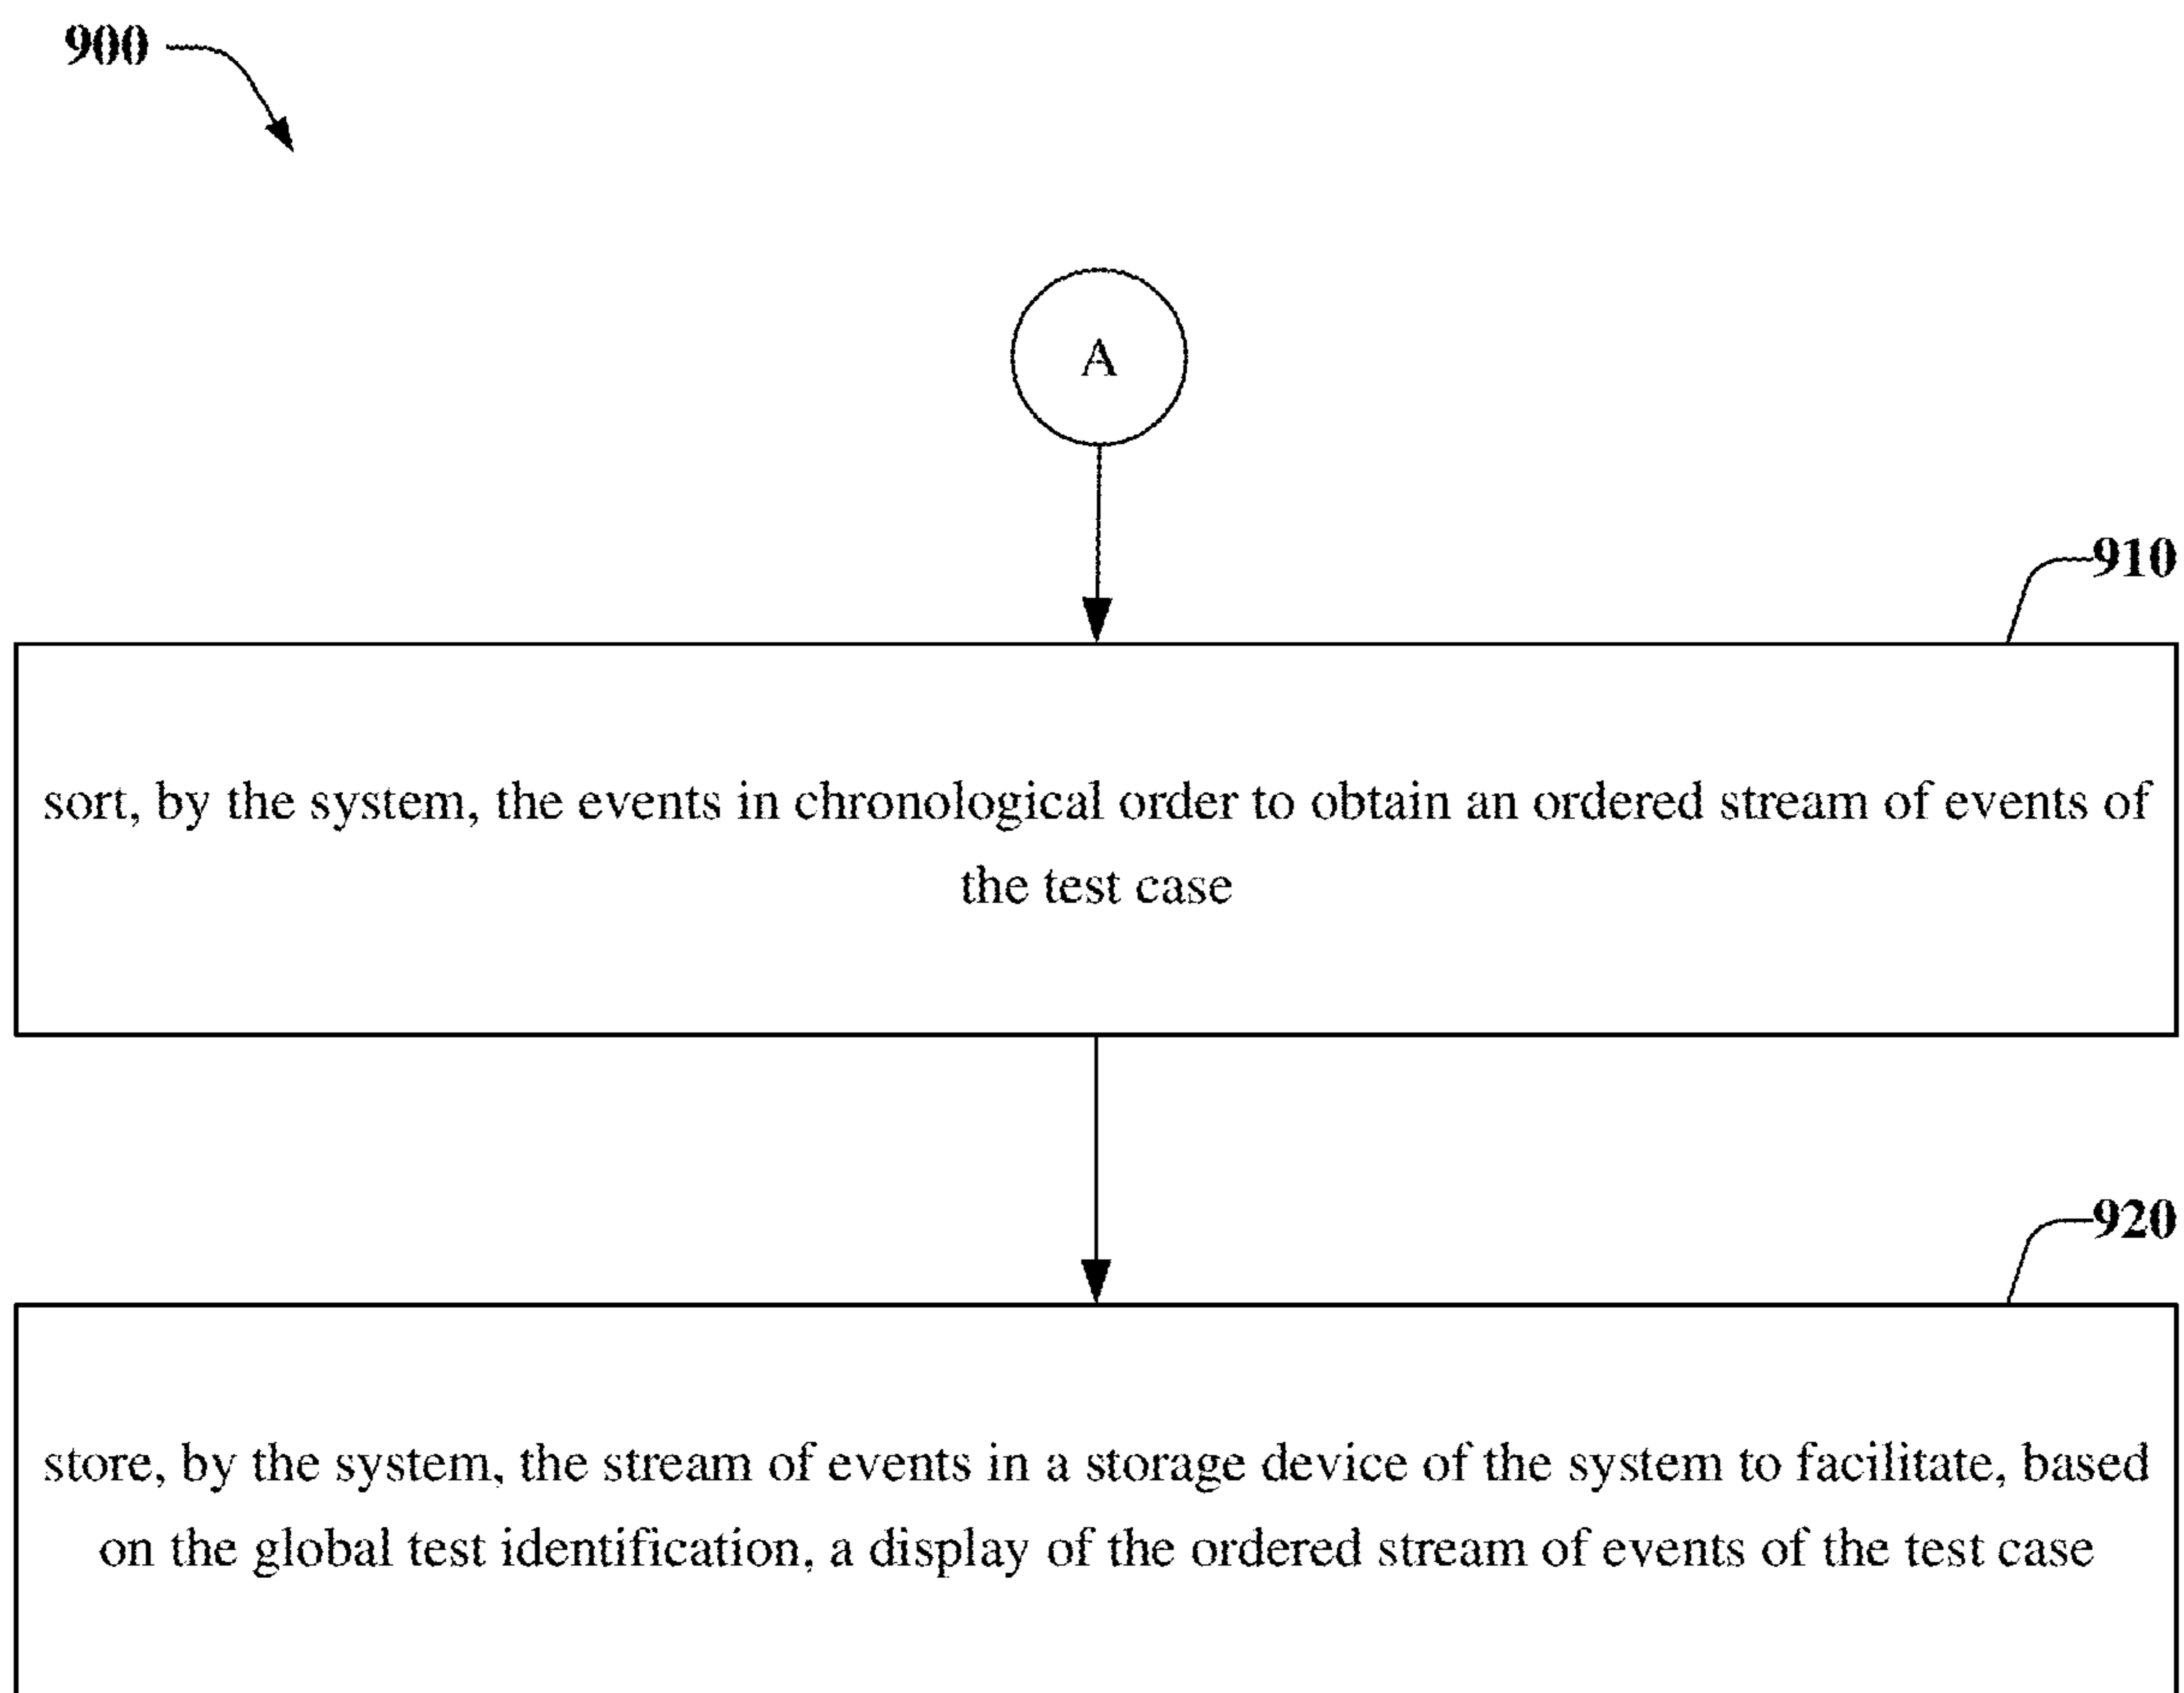 900
A
910
sort, by the system, the events in chronological order to obtain an ordered stream of events of
the test case
920
store, by the system, the stream of events in a storage device of the system to facilitate, based
on the global test identification, a display of the ordered stream of events of the test case